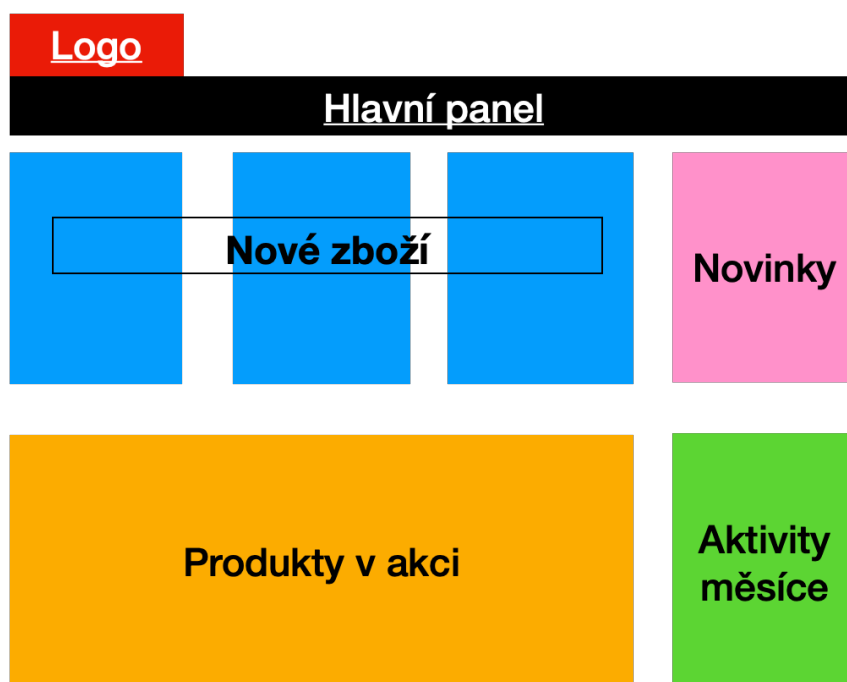 Logo
Hlavní panel
Nové zboží
Novinky
Produkty v akci
Aktivity
měsíce